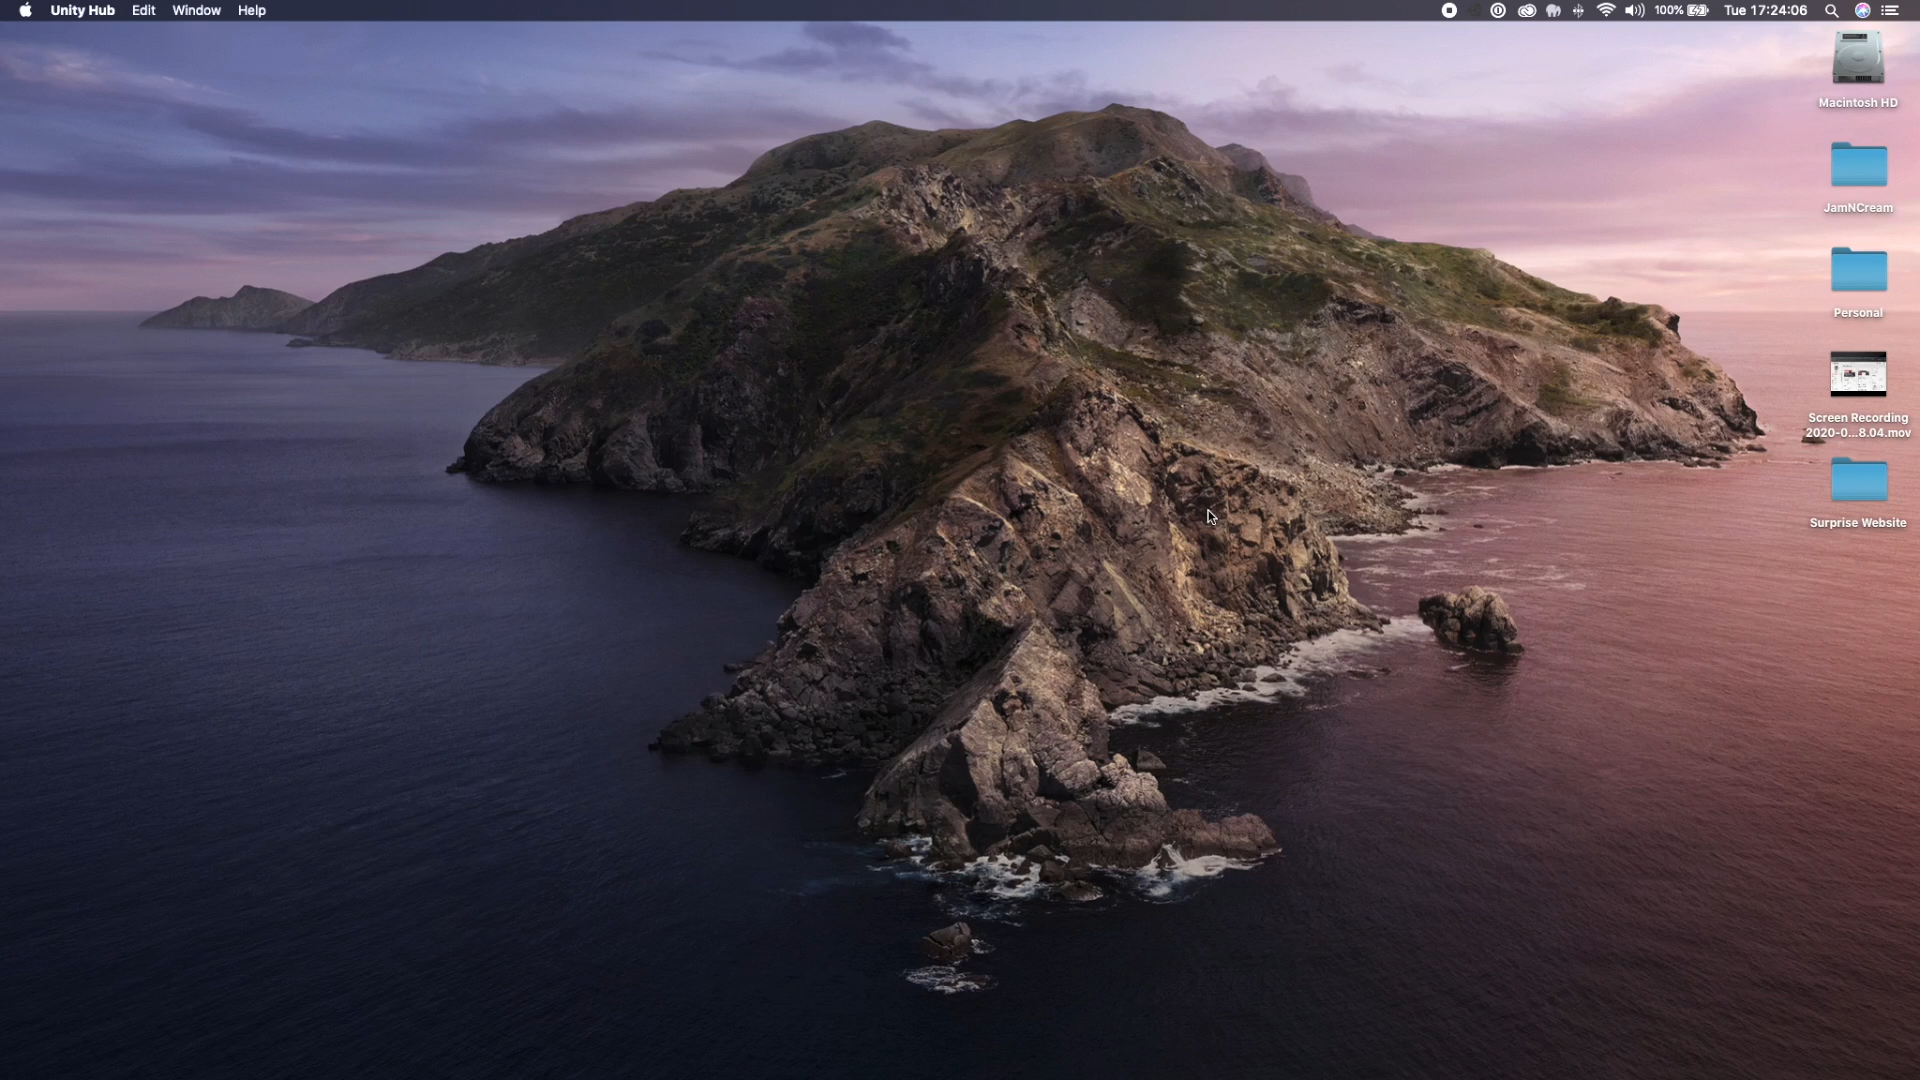 Unity Hub Edit Window Help 100% Tue 17:24:06
Macintosh HD
JamNCream
Personal
Screen Recording
2020-0...8.04.mov
Surprise Website